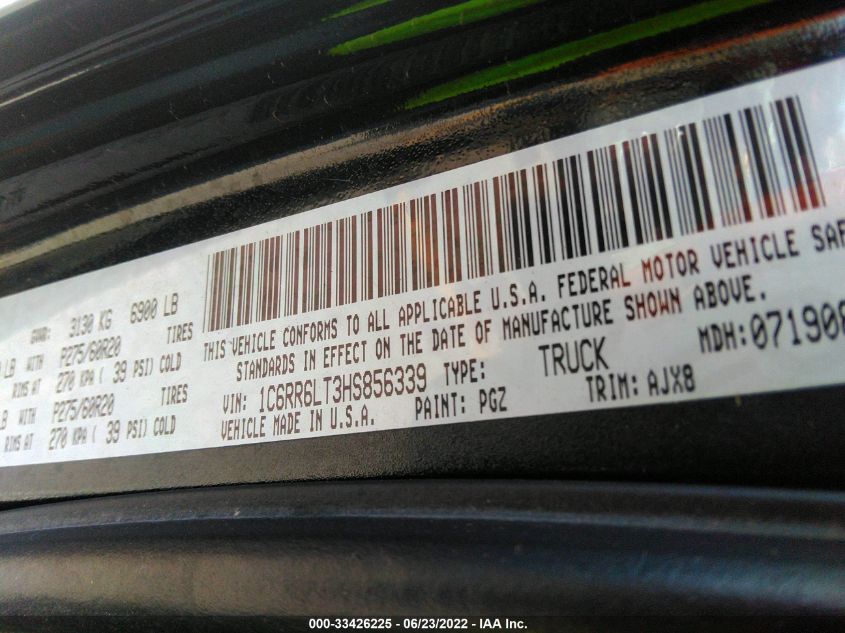 GVWR: 3130 KG 6900 LB
LB WITH P275/60R20 TIRES
RIMS AT 270 KPA ( 39 PSI) COLD
LB WITH P275/60R20 TIRES
RIMS AT 270 KPA ( 39 PSI) COLD
THIS VEHICLE CONFORMS TO ALL APPLICABLE U.S.A. FEDERAL MOTOR VEHICLE SAF
STANDARDS IN EFFECT ON THE DATE OF MANUFACTURE SHOWN ABOVE.
VIN: 1C6RR6LT3HS856339 TYPE: TRUCK MDH:07190
VEHICLE MADE IN U.S.A. PAINT: PGZ TRIM: AJX8
000-33426225 - 06/23/2022 - IAA Inc.